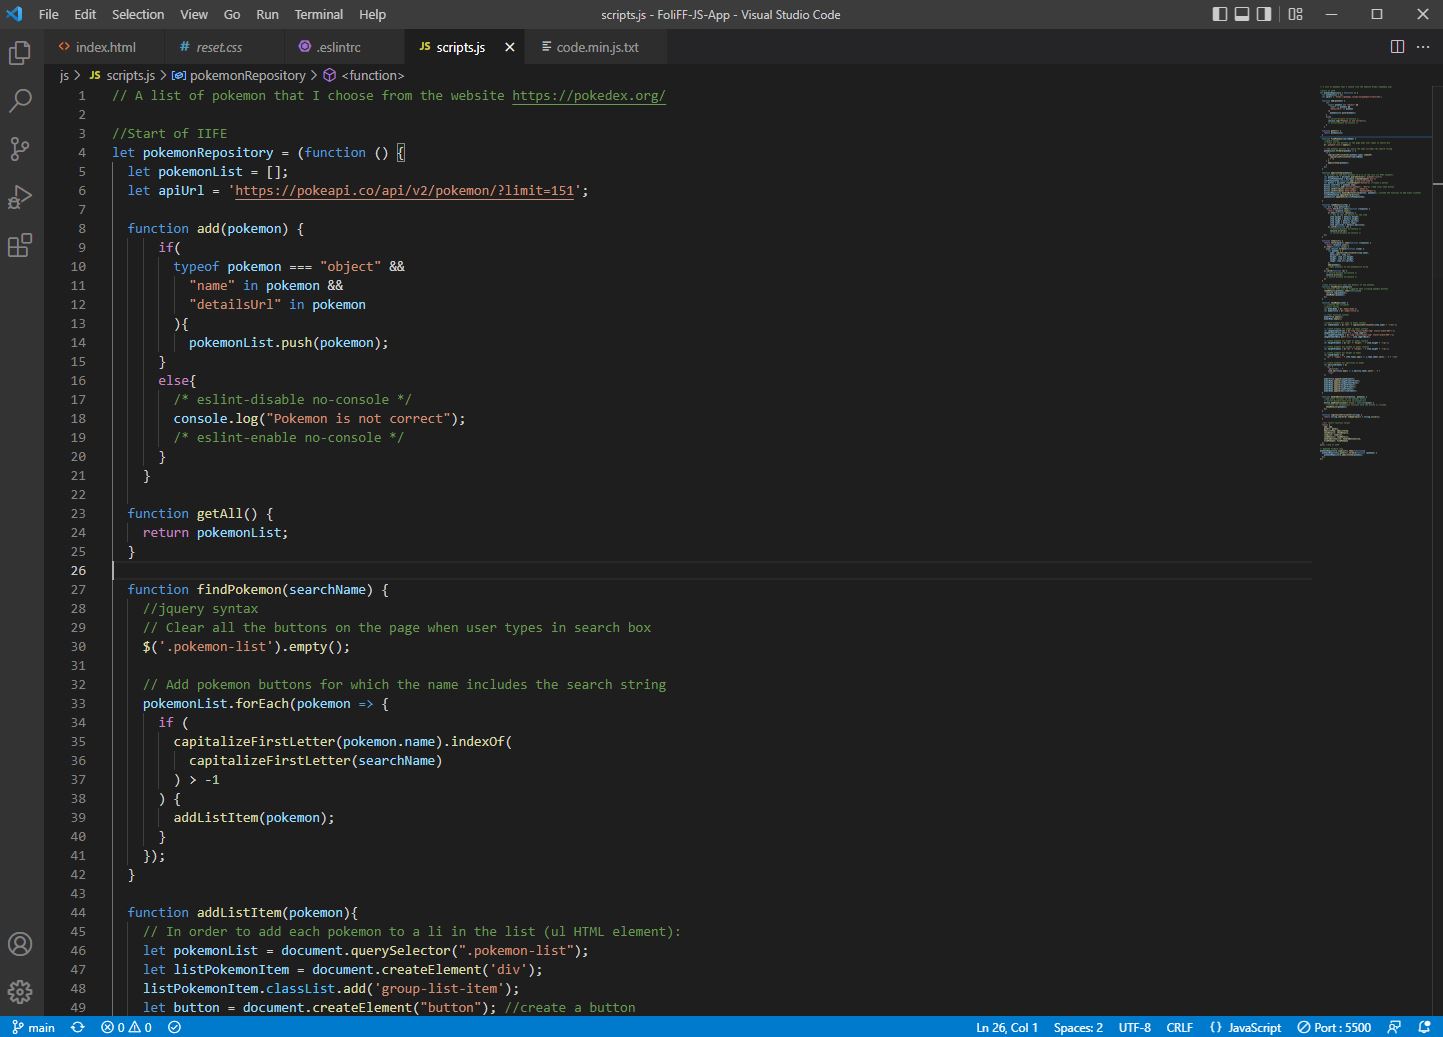 File Edit Selection View Go Run Terminal Help scripts.js - FoliFF-JS-App - Visual Studio Code
index.html # reset.css .eslintrc JS scripts.js code.min.js.txt
js > JS scripts.js > pokemonRepository > <function>
1 // A list of pokemon that I choose from the website https://pokedex.org/
2
3 //Start of IIFE
4 let pokemonRepository = (function () {
5 let pokemonList = [];
6 let apiUrl = 'https://pokeapi.co/api/v2/pokemon/?limit=151';
7
8 function add(pokemon) {
9 if(
10 typeof pokemon === "object" &&
11 "name" in pokemon &&
12 "detailsUrl" in pokemon
13 ){
14 pokemonList.push(pokemon);
15 }
16 else{
17 /* eslint-disable no-console */
18 console.log("Pokemon is not correct");
19 /* eslint-enable no-console */
20 }
21 }
22
23 function getAll() {
24 return pokemonList;
25 }
26
27 function findPokemon(searchName) {
28 //jquery syntax
29 // Clear all the buttons on the page when user types in search box
30 $('.pokemon-list').empty();
31
32 // Add pokemon buttons for which the name includes the search string
33 pokemonList.forEach(pokemon => {
34 if (
35 capitalizeFirstLetter(pokemon.name).indexOf(
36 capitalizeFirstLetter(searchName)
37 ) > -1
38 ) {
39 addListItem(pokemon);
40 }
41 });
42 }
43
44 function addListItem(pokemon){
45 // In order to add each pokemon to a li in the list (ul HTML element):
46 let pokemonList = document.querySelector(".pokemon-list");
47 let listPokemonItem = document.createElement('div');
48 listPokemonItem.classList.add('group-list-item');
49 let button = document.createElement("button"); //create a button
main 0 0 Ln 26, Col 1 Spaces: 2 UTF-8 CRLF {} JavaScript Port : 5500